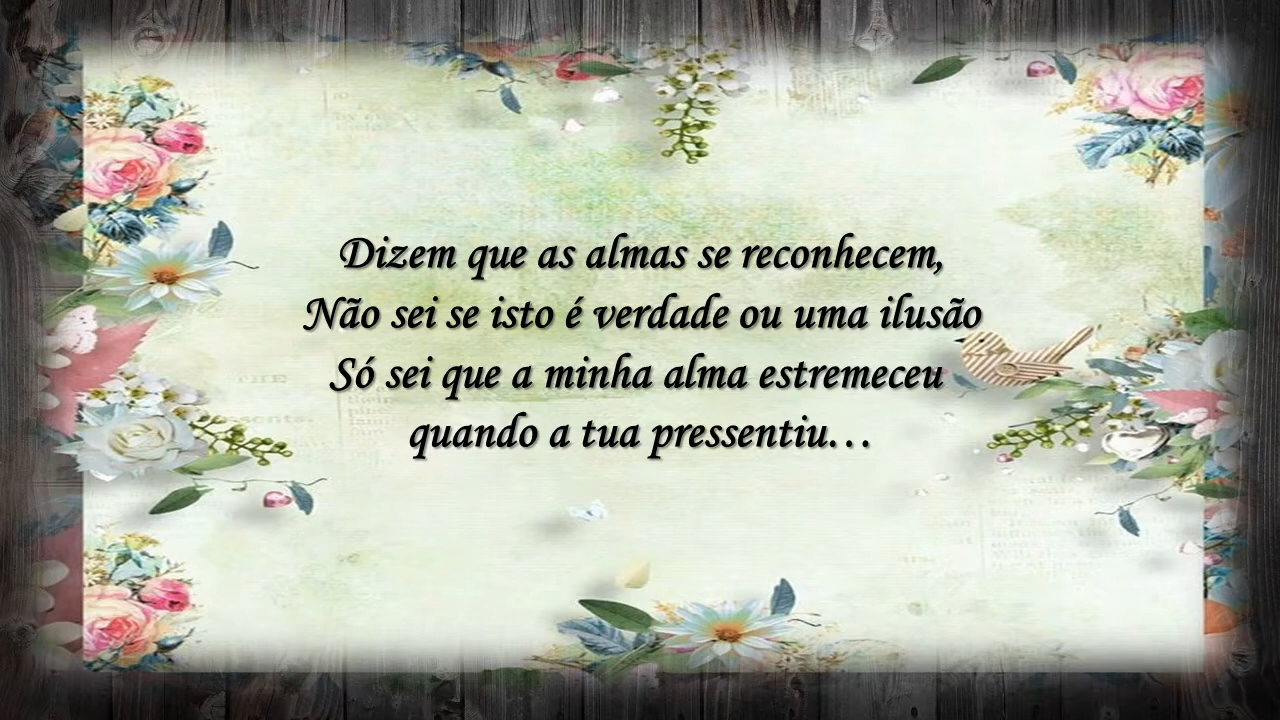 Dizem que as almas se reconhecem,
Não sei se isto é verdade ou uma ilusão
Só sei que a minha alma estremeceu
quando a tua pressentiu…